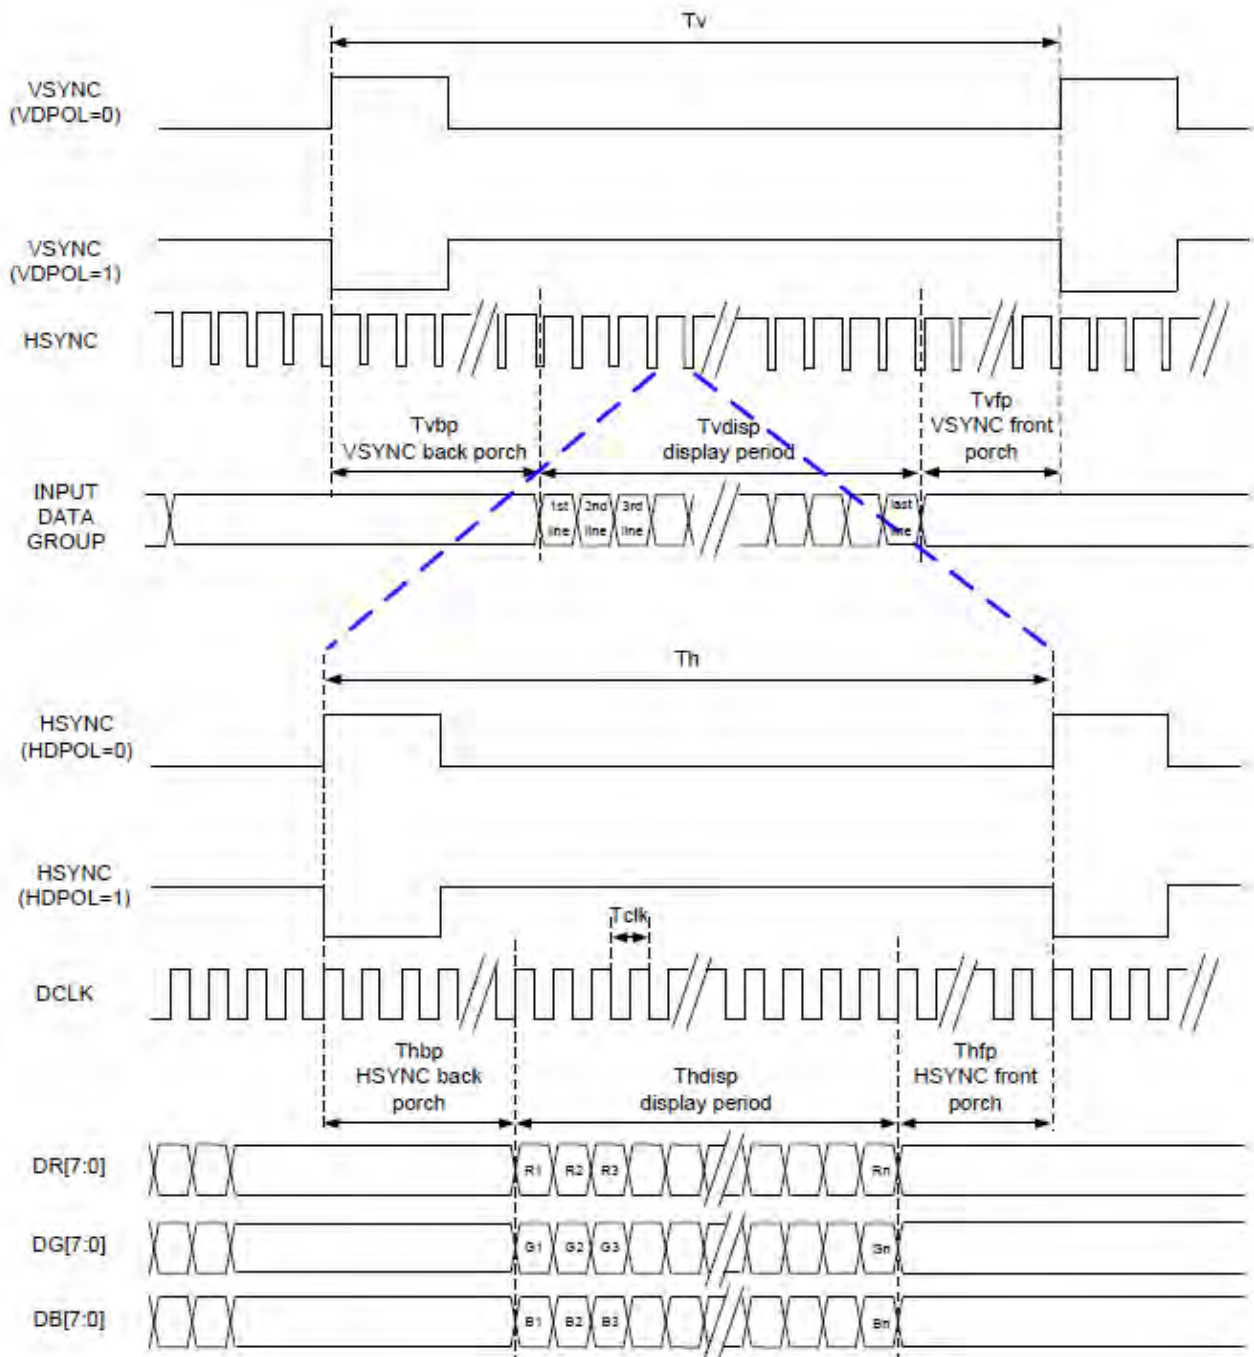 Tv
VSYNC
(VDPOL=0)
VSYNC
(VDPOL=1)
HSYNC
Tvbp
VSYNC back porch
Tvdisp
display period
Tvfp
VSYNC front
porch
INPUT
DATA
GROUP
1st
line
2nd
line
3rd
line
last
line
Th
HSYNC
(HDPOL=0)
HSYNC
(HDPOL=1)
Tclk
DCLK
Thbp
HSYNC back
porch
Thdisp
display period
Thfp
HSYNC front
porch
DR[7:0]
R1 R2 R3 Rn
DG[7:0]
G1 G2 G3 Gn
DB[7:0]
B1 B2 B3 Bn